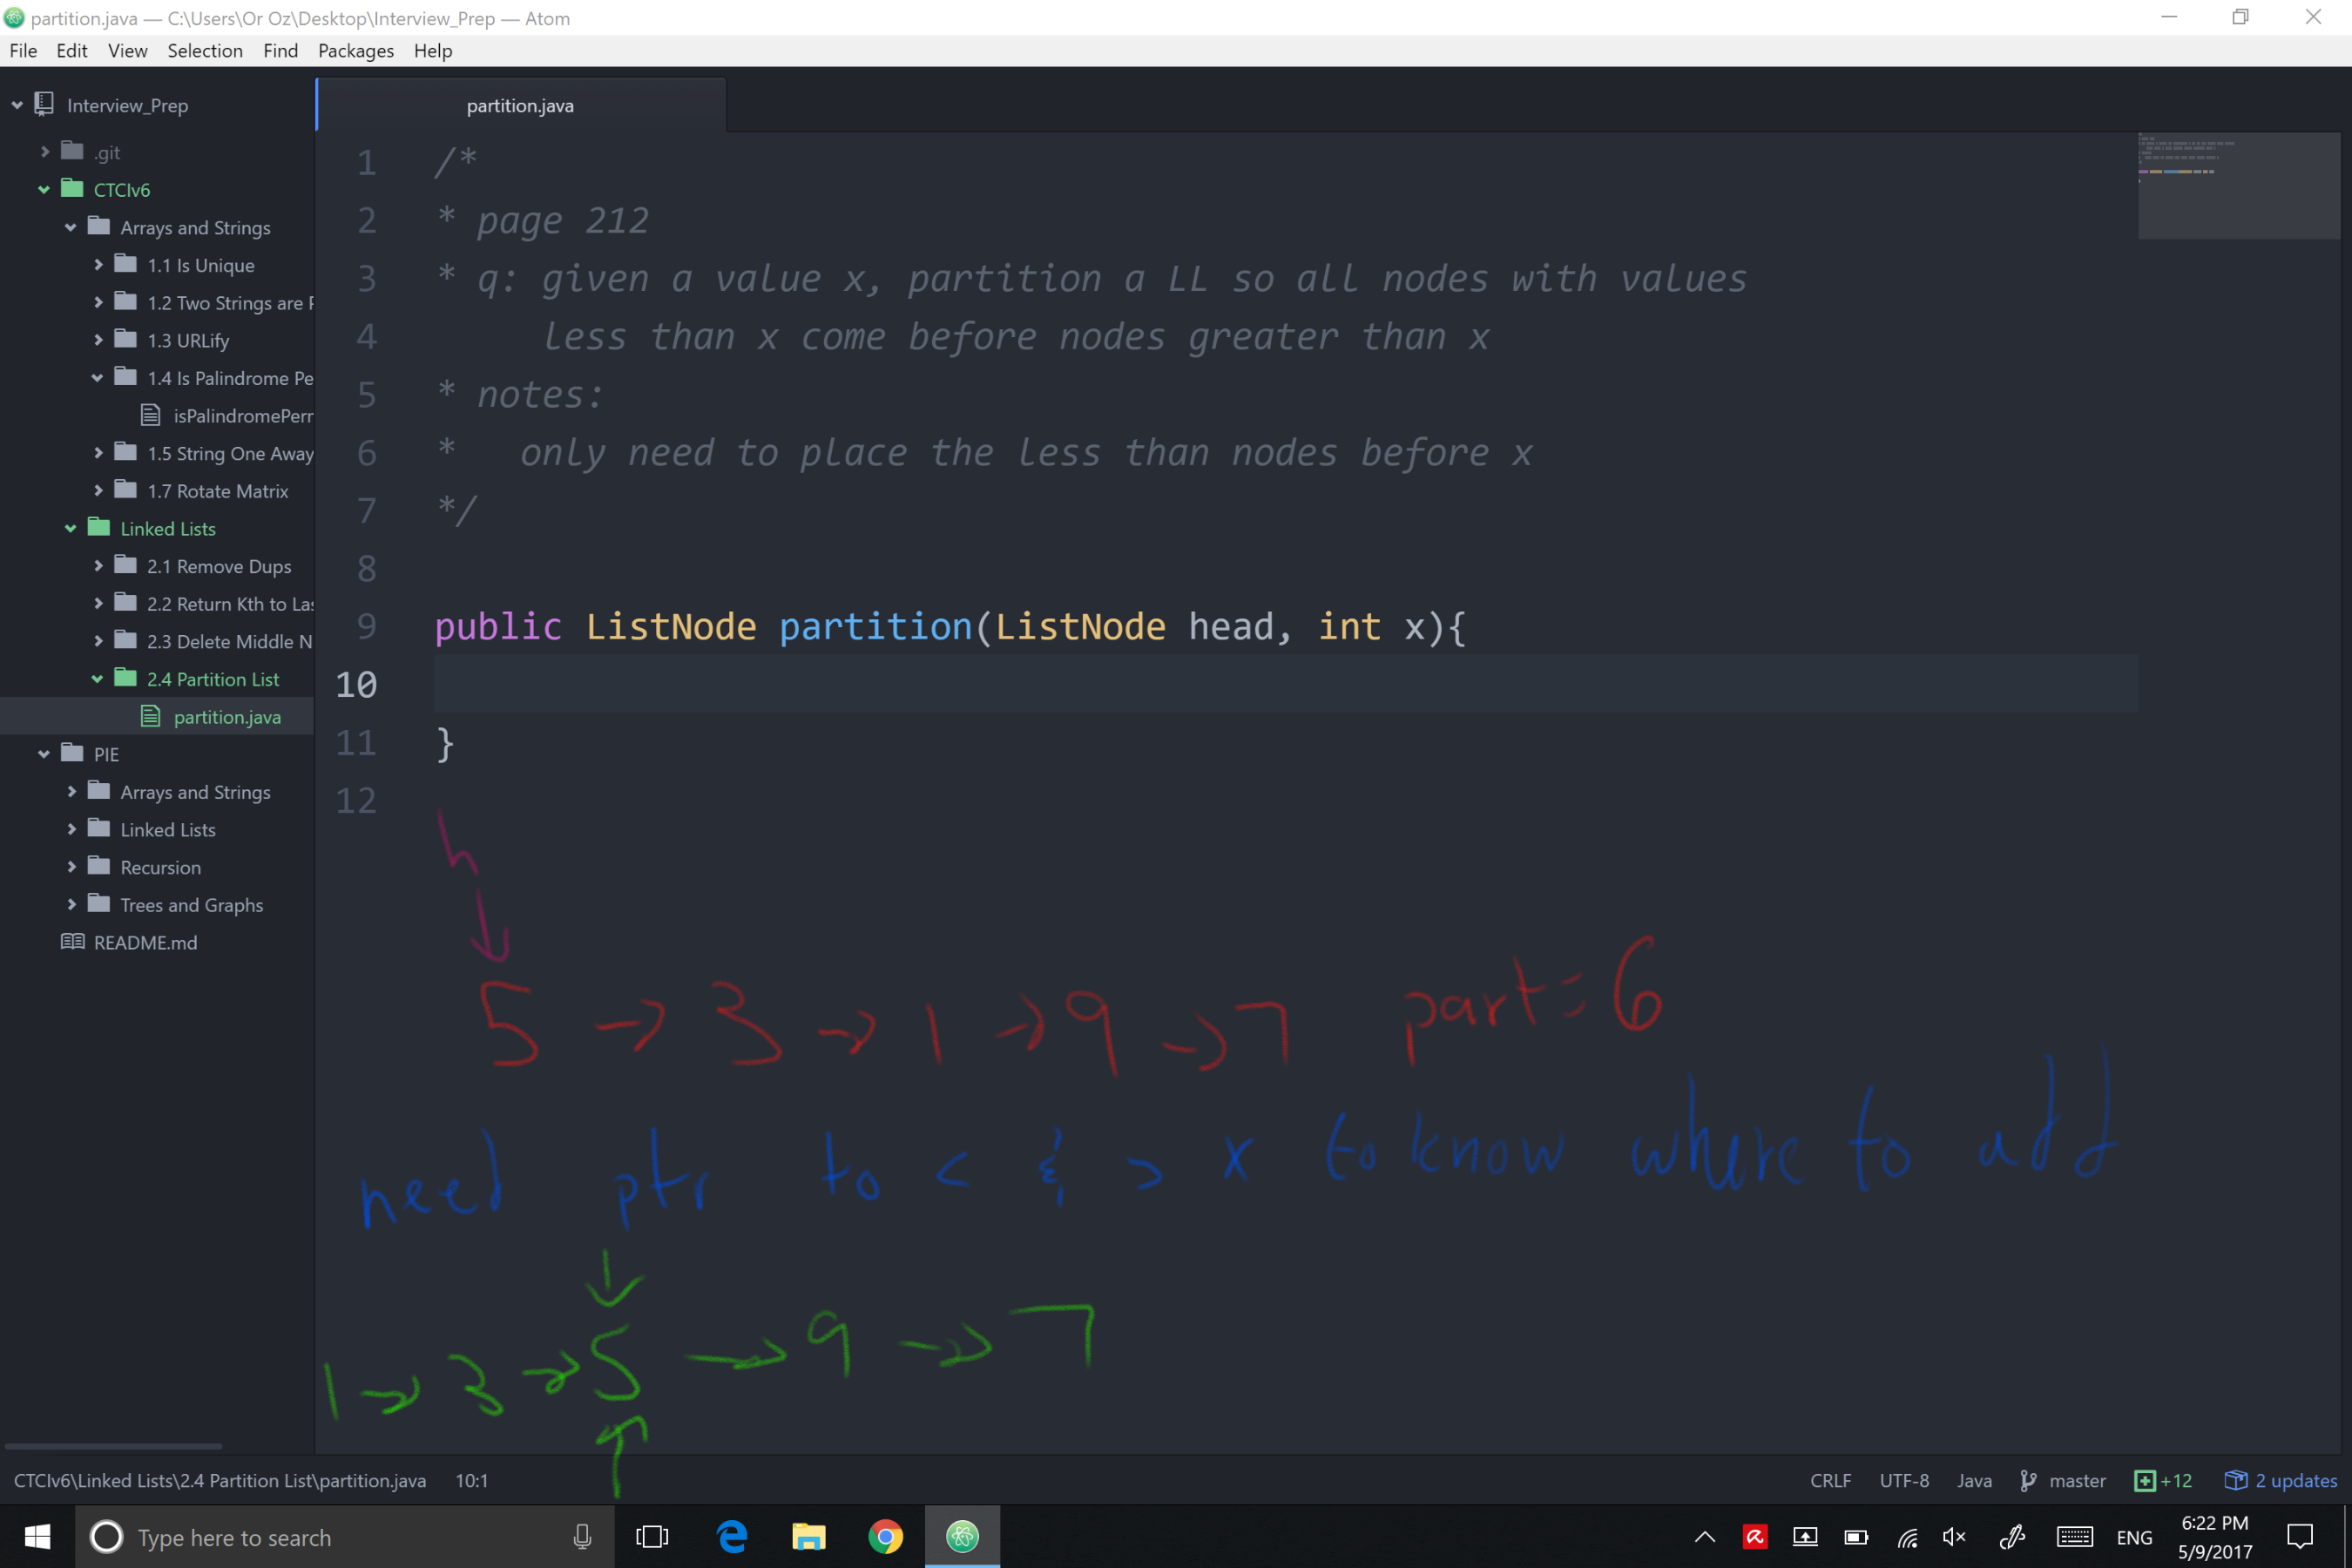 partition.java — C:\Users\Or Oz\Desktop\Interview_Prep — Atom
File Edit View Selection Find Packages Help
Interview_Prep
.git
CTCIv6
Arrays and Strings
1.1 Is Unique
1.2 Two Strings are P
1.3 URLify
1.4 Is Palindrome Pe
isPalindromePerr
1.5 String One Away
1.7 Rotate Matrix
Linked Lists
2.1 Remove Dups
2.2 Return Kth to Las
2.3 Delete Middle N
2.4 Partition List
partition.java
PIE
Arrays and Strings
Linked Lists
Recursion
Trees and Graphs
README.md
partition.java
1 /*
2 * page 212
3 * q: given a value x, partition a LL so all nodes with values
4 less than x come before nodes greater than x
5 * notes:
6 * only need to place the less than nodes before x
7 */
8
9 public ListNode partition(ListNode head, int x){
10
11 }
12
h
5 → 3 → 1 → 9 → 7 part = 6
need ptr to < & > x to know where to add
1 → 3 → 5 → 9 → 7
CTCIv6\Linked Lists\2.4 Partition List\partition.java 10:1 CRLF UTF-8 Java master +12 2 updates
Type here to search ENG 6:22 PM
5/9/2017